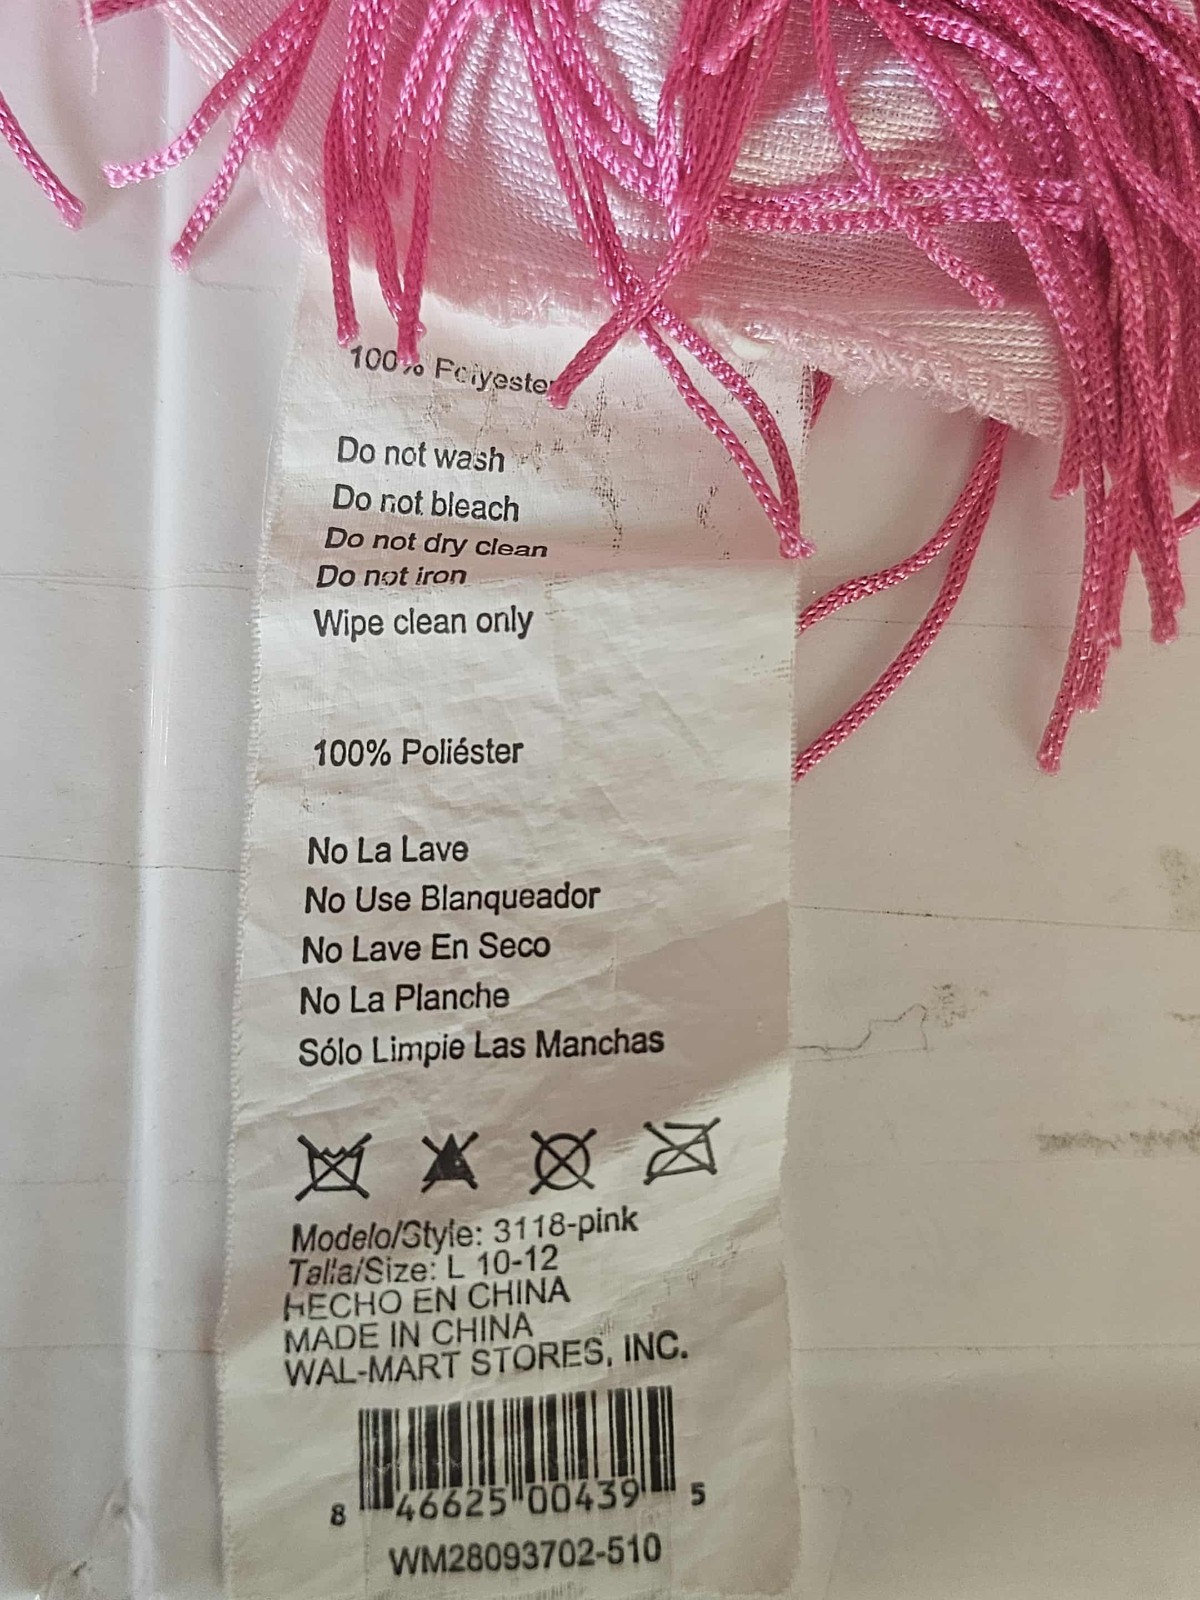 100% Polyester
Do not wash
Do not bleach
Do not dry clean
Do not iron
Wipe clean only
100% Poliéster
No La Lave
No Use Blanqueador
No Lave En Seco
No La Planche
Sólo Limpie Las Manchas
Modelo/Style: 3118-pink
Talla/Size: L 10-12
HECHO EN CHINA
MADE IN CHINA
WAL-MART STORES, INC.
8 46625 00439 5
WM28093702-510